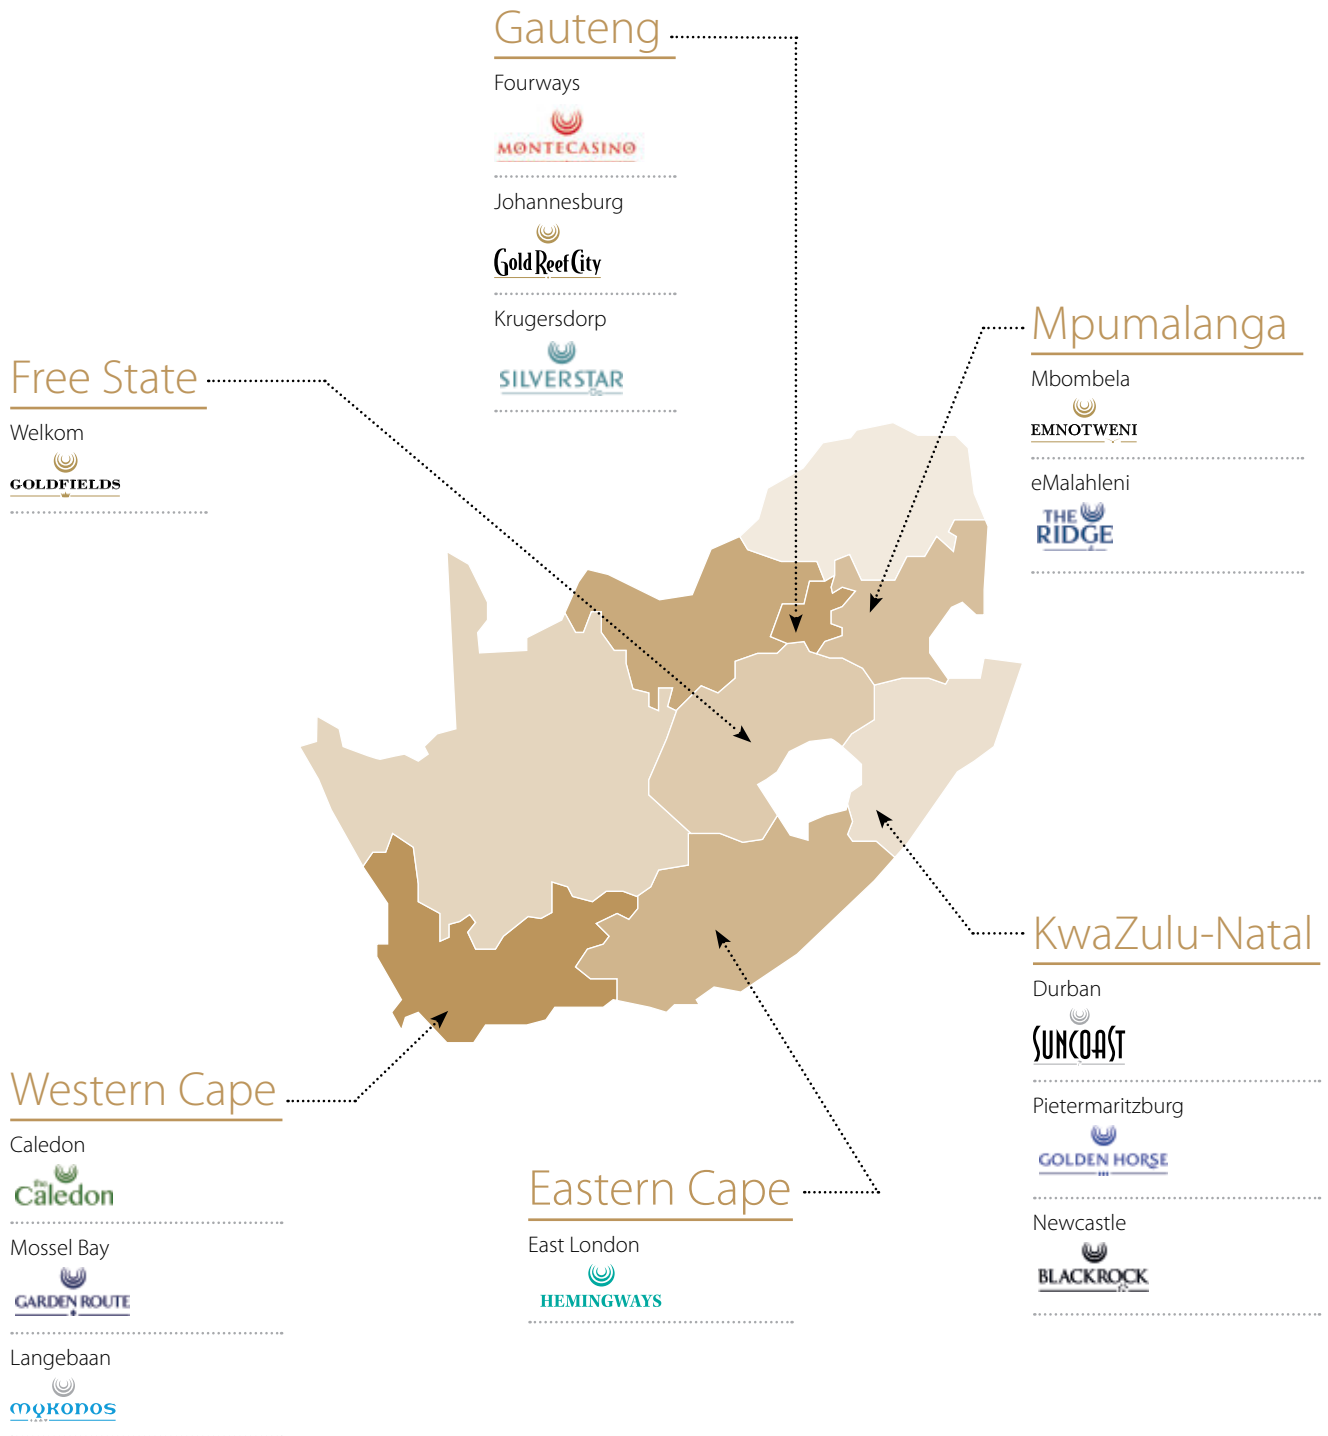 Gauteng
Fourways
MONTECASINO
Johannesburg
Gold Reef City
Krugersdorp
SILVERSTAR
Mpumalanga
Mbombela
EMNOTWENI
eMalahleni
THE
RIDGE
Free State
Welkom
GOLDFIELDS
KwaZulu-Natal
Durban
SUNCOAST
Pietermaritzburg
GOLDEN HORSE
Newcastle
BLACKROCK
Western Cape
Caledon
the
Caledon
Mossel Bay
GARDEN ROUTE
Langebaan
mykonos
Eastern Cape
East London
HEMINGWAYS